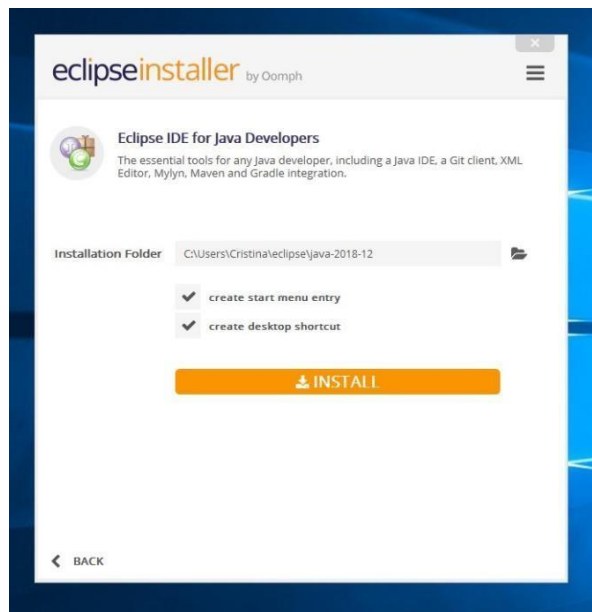 eclipseinstaller by Oomph
Eclipse IDE for Java Developers
The essential tools for any Java developer, including a Java IDE, a Git client, XML
Editor, Mylyn, Maven and Gradle integration.
Installation Folder C:\Users\Cristina\eclipse\java-2018-12
create start menu entry
create desktop shortcut
INSTALL
BACK